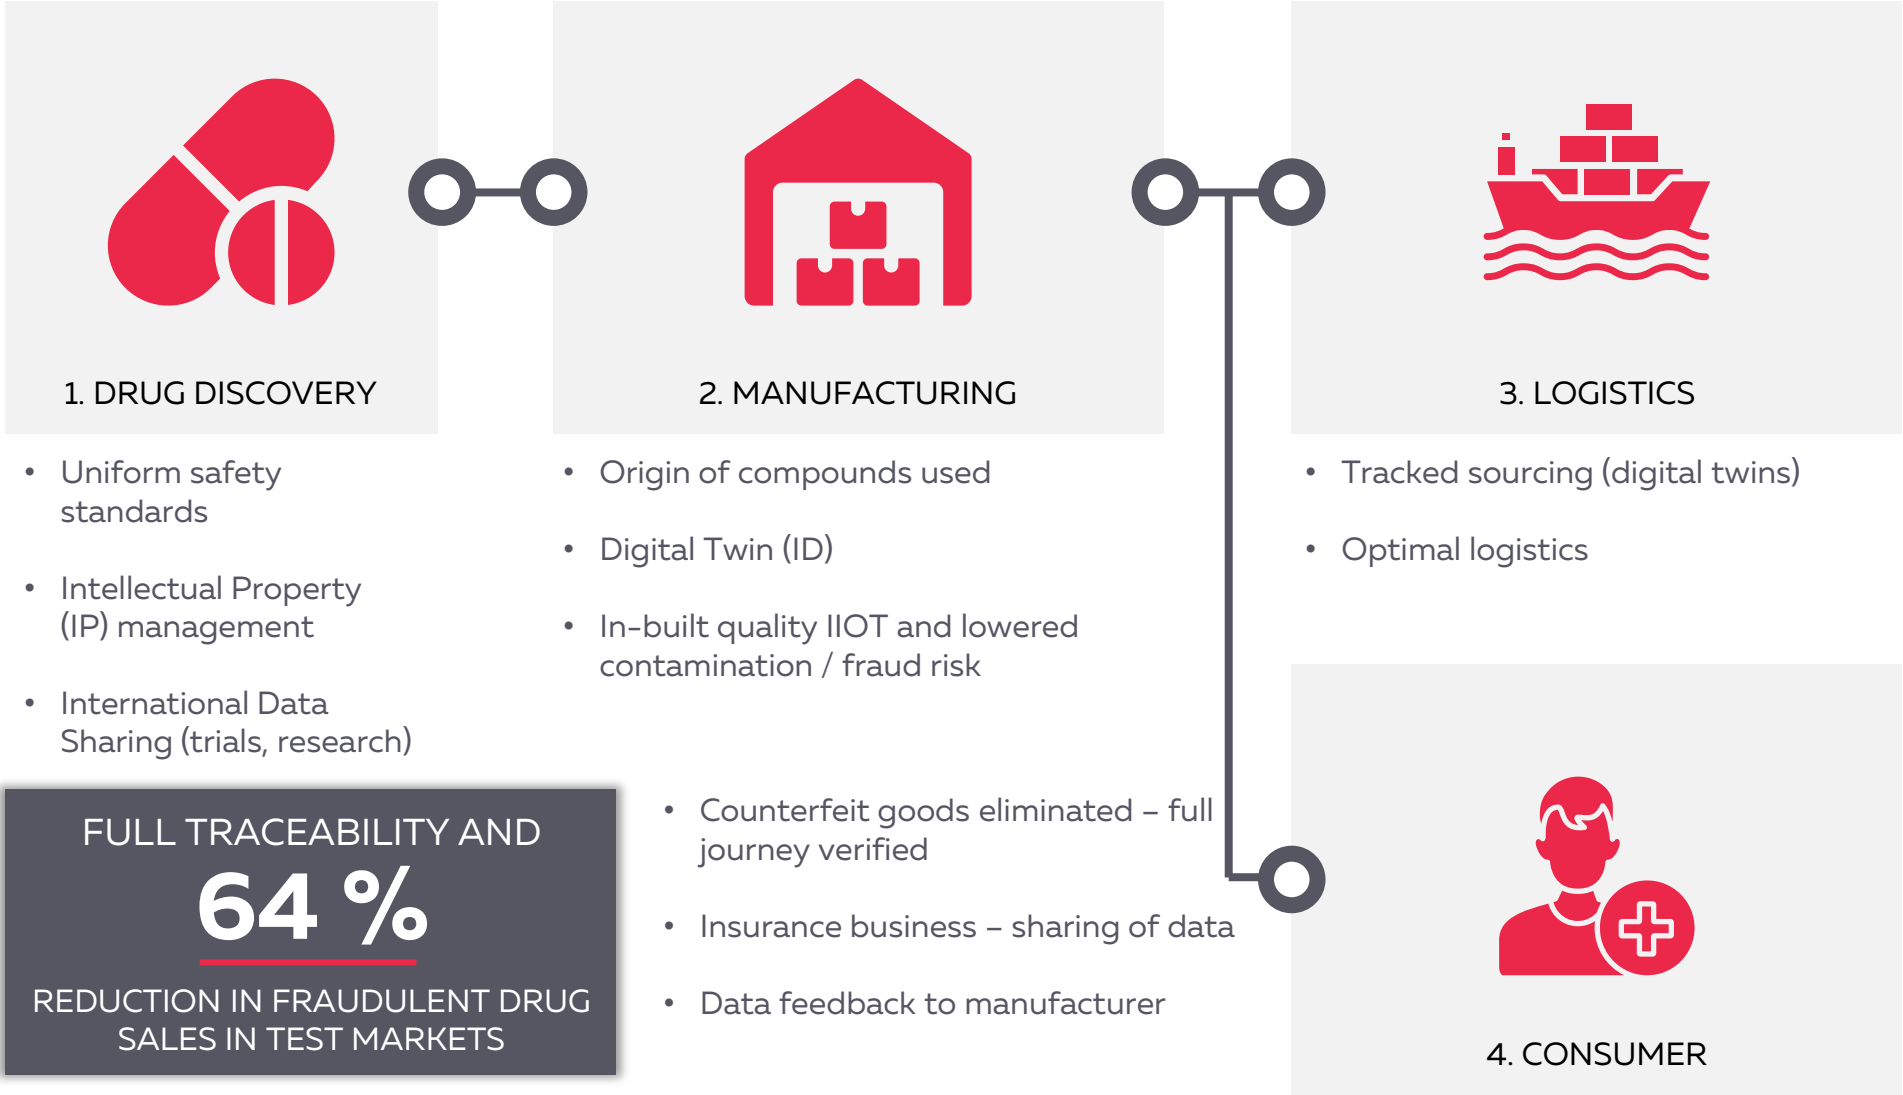 1. DRUG DISCOVERY
• Uniform safety
standards
• Intellectual Property
(IP) management
• International Data
Sharing (trials, research)
2. MANUFACTURING
• Origin of compounds used
• Digital Twin (ID)
• In-built quality IIOT and lowered
contamination / fraud risk
3. LOGISTICS
• Tracked sourcing (digital twins)
• Optimal logistics
FULL TRACEABILITY AND
64 %
REDUCTION IN FRAUDULENT DRUG
SALES IN TEST MARKETS
• Counterfeit goods eliminated – full
journey verified
• Insurance business – sharing of data
• Data feedback to manufacturer
4. CONSUMER